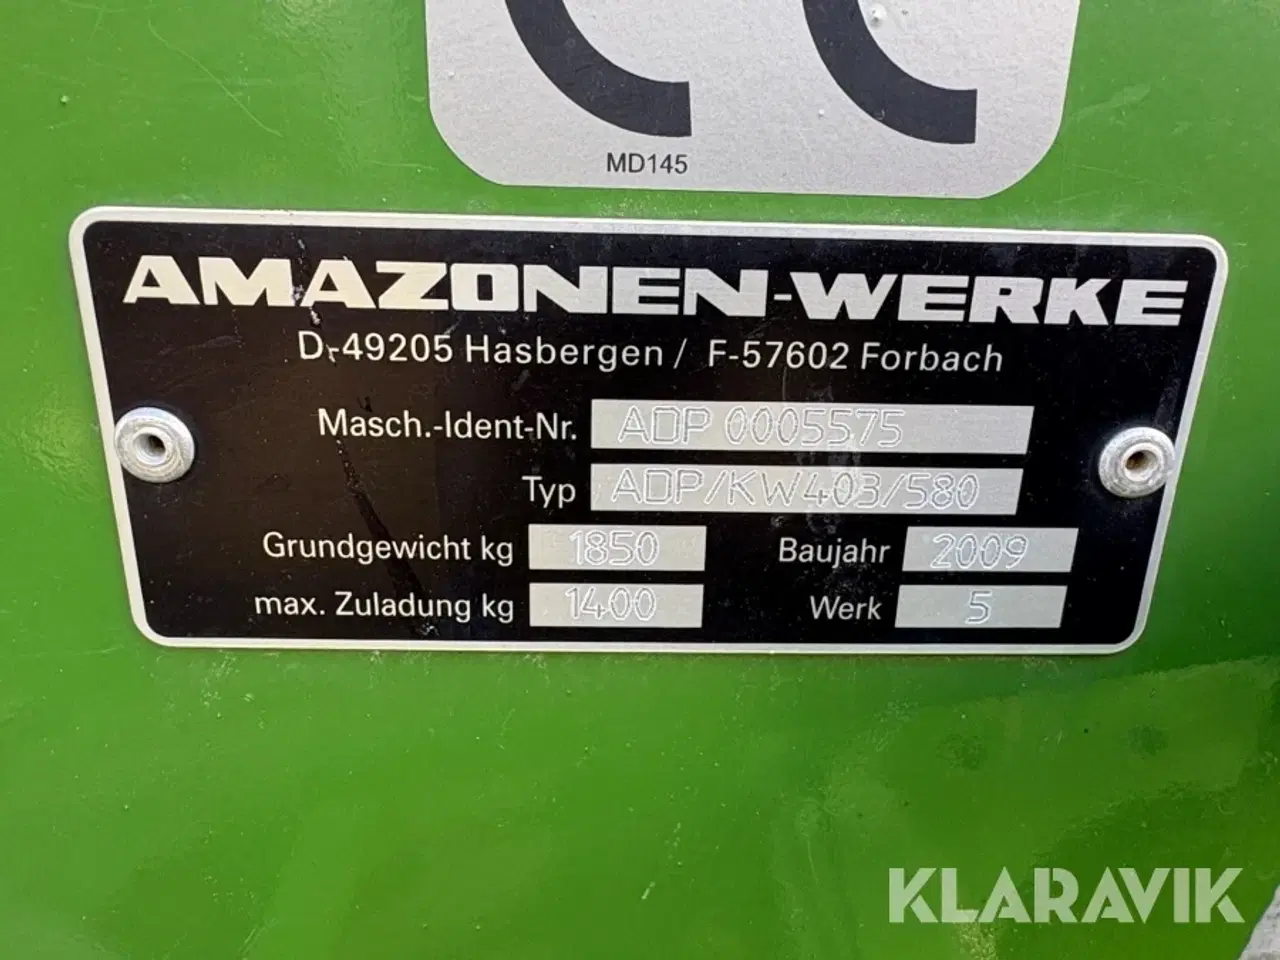 MD145
AMAZONEN-WERKE
D-49205 Hasbergen / F-57602 Forbach
Masch.-Ident-Nr. ADP 0005575
Typ ADP/KW403/580
Grundgewicht kg 1850 Baujahr 2009
max. Zuladung kg 1400 Werk 5
KLARAVIK